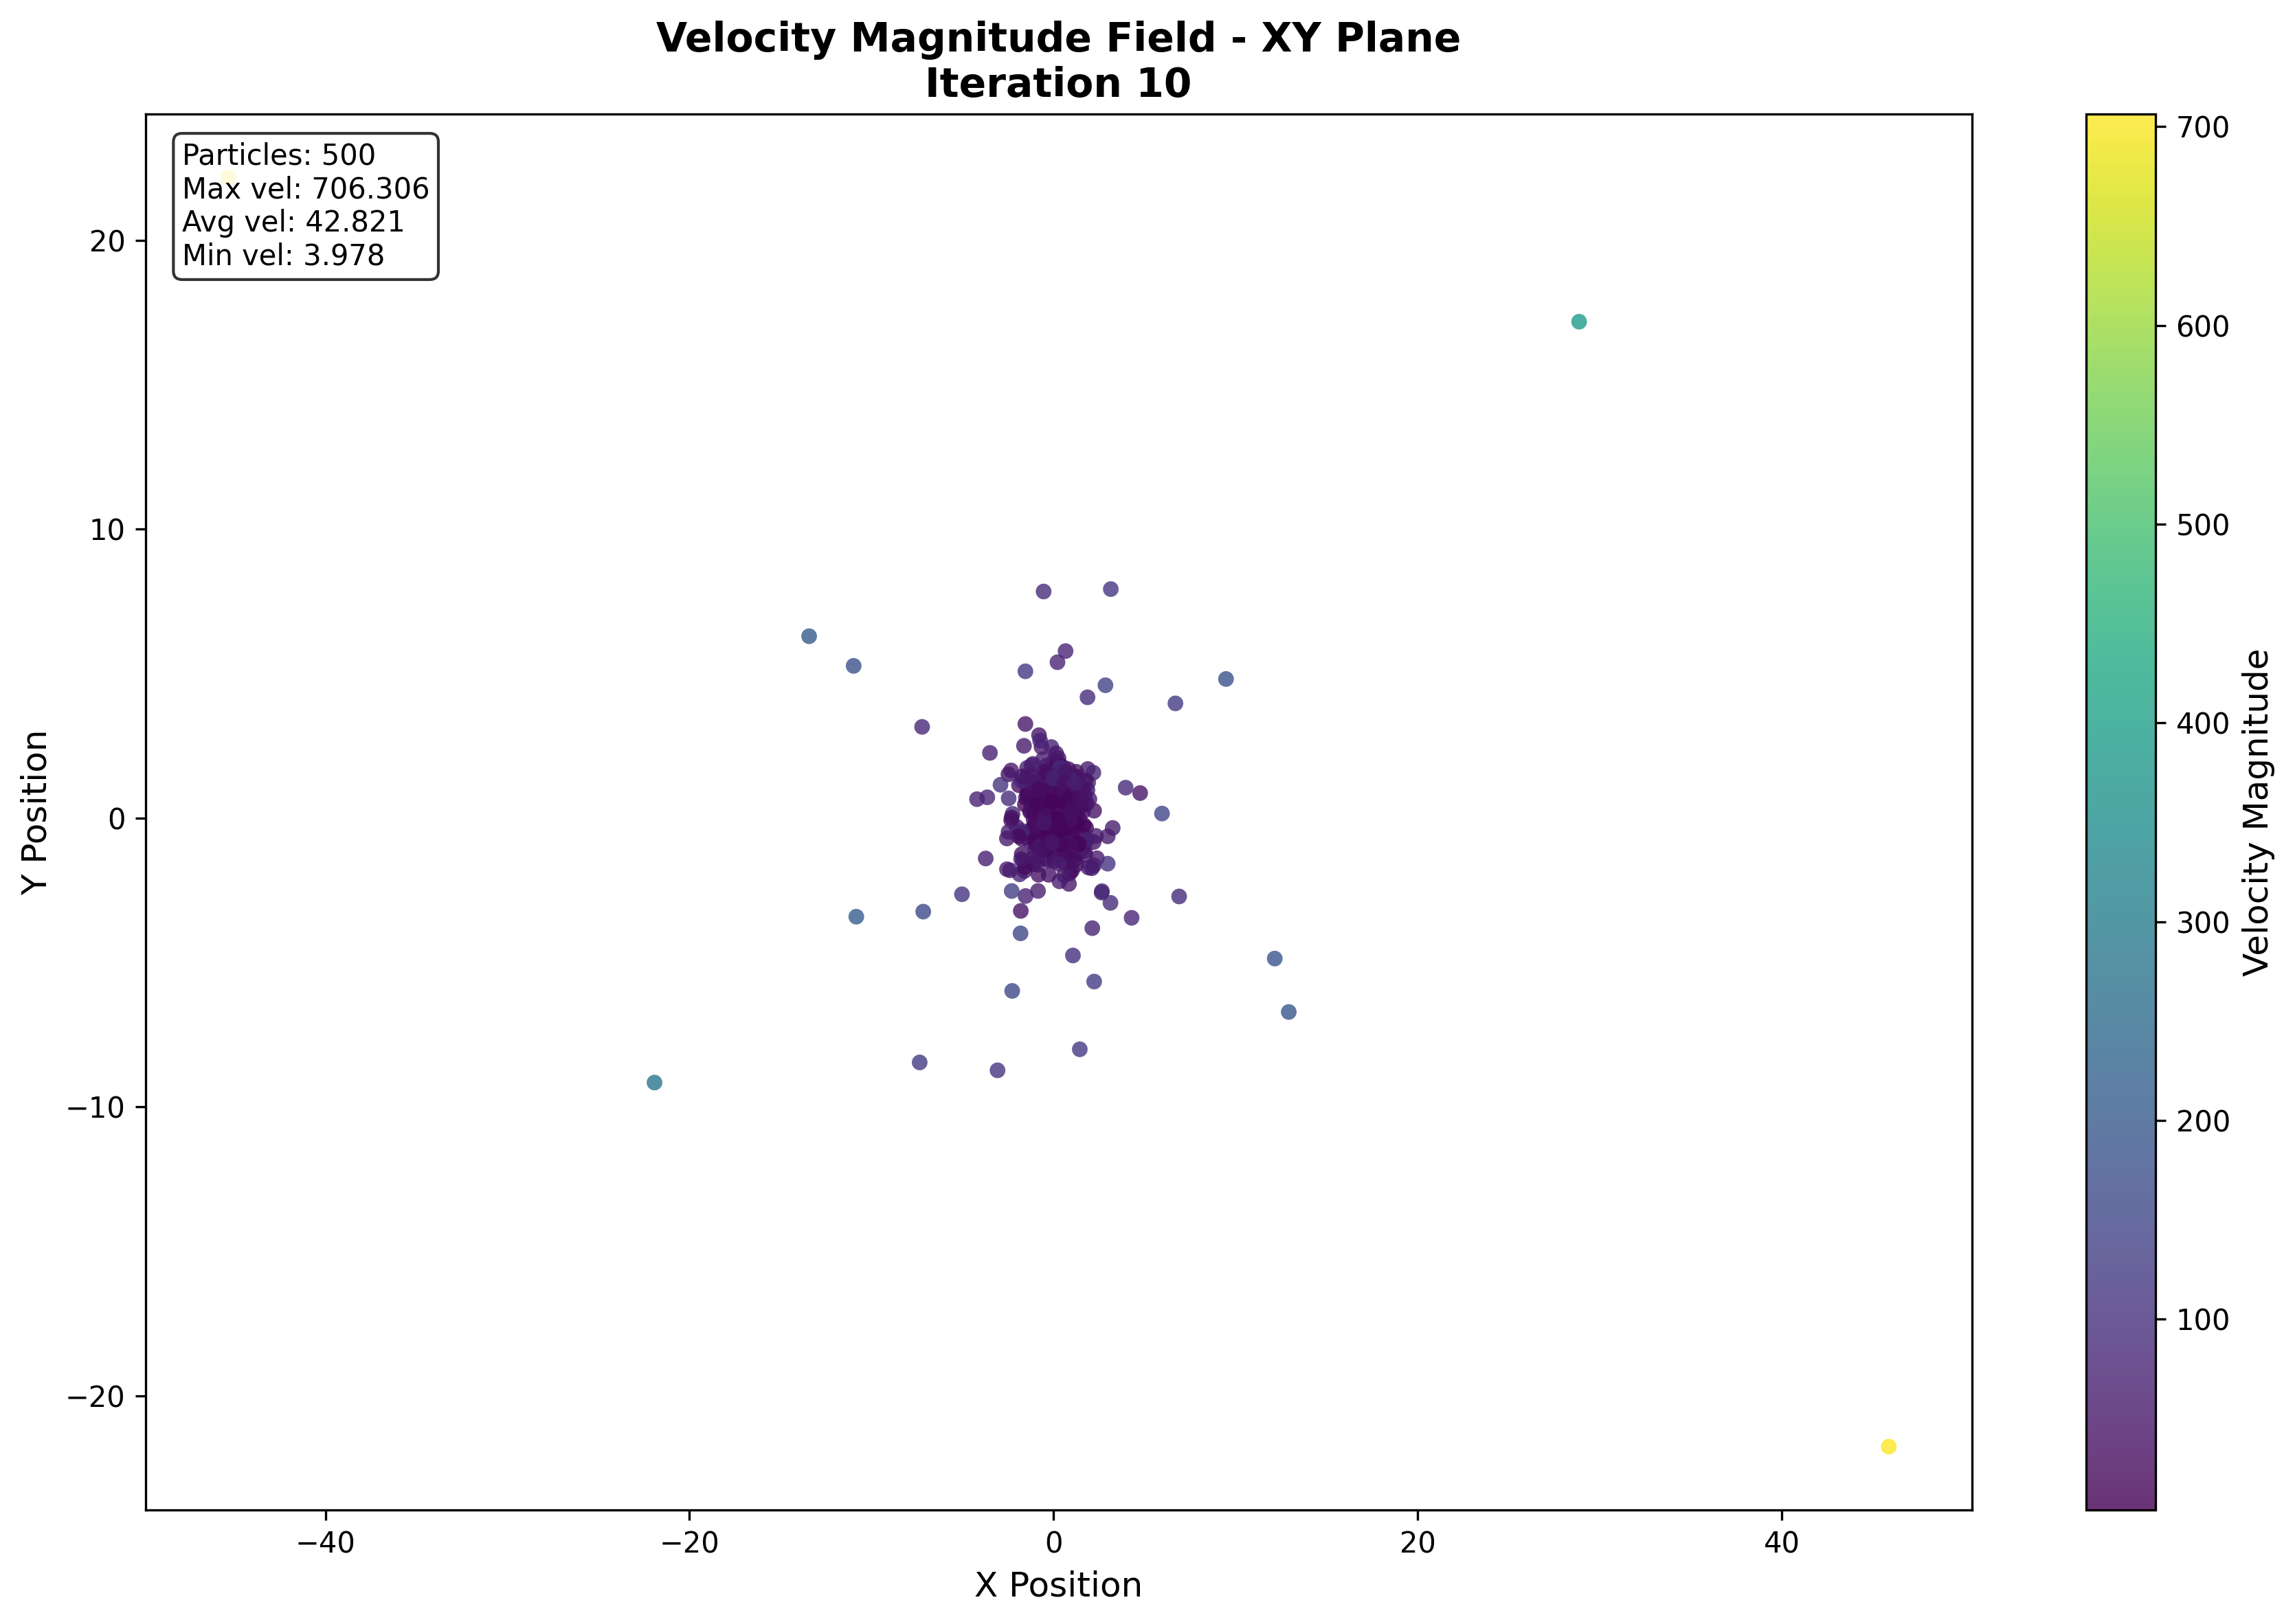 Velocity Magnitude Field - XY Plane
Iteration 10
Particles: 500
Max vel: 706.306
Avg vel: 42.821
Min vel: 3.978
Y Position
20
10
0
−10
−20
−40
−20
0
20
40
X Position
700
600
500
400
300
200
100
Velocity Magnitude